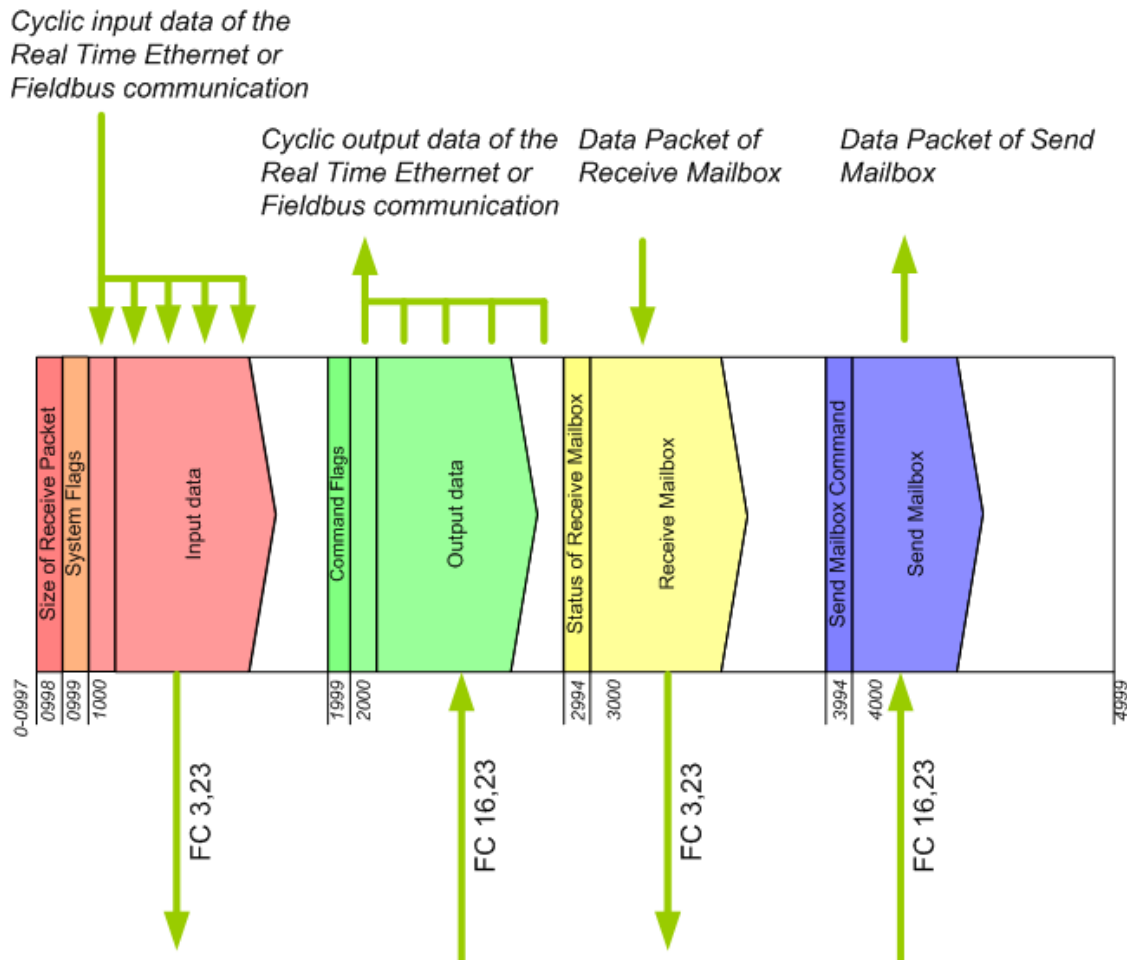 Cyclic input data of the
Real Time Ethernet or
Fieldbus communication
Cyclic output data of the
Real Time Ethernet or
Fieldbus communication
Data Packet of
Receive Mailbox
Data Packet of Send
Mailbox
Size of Receive Packet
System Flags
Input data
Command Flags
Output data
Status of Receive Mailbox
Receive Mailbox
Send Mailbox Command
Send Mailbox
0-0997
0998
0999
1000
1999
2000
2994
3000
3994
4000
4999
FC 3,23
FC 16,23
FC 3,23
FC 16,23